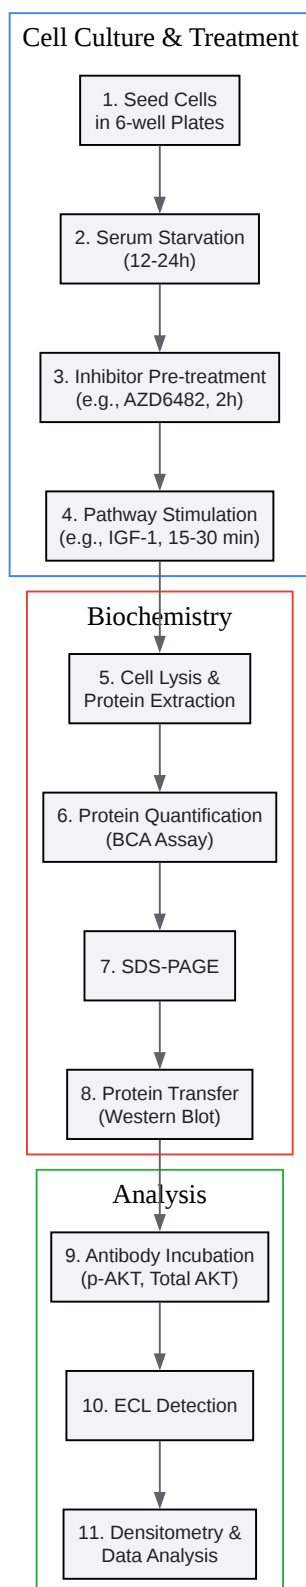 Cell Culture & Treatment
1. Seed Cells
in 6-well Plates
2. Serum Starvation
(12-24h)
3. Inhibitor Pre-treatment
(e.g., AZD6482, 2h)
4. Pathway Stimulation
(e.g., IGF-1, 15-30 min)
Biochemistry
5. Cell Lysis &
Protein Extraction
6. Protein Quantification
(BCA Assay)
7. SDS-PAGE
8. Protein Transfer
(Western Blot)
Analysis
9. Antibody Incubation
(p-AKT, Total AKT)
10. ECL Detection
11. Densitometry &
Data Analysis